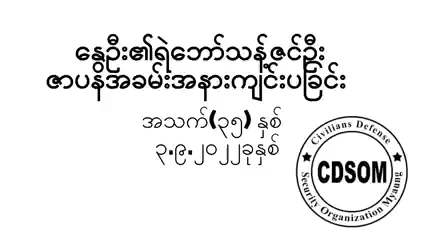 နွေဦး၏ရဲဘော်သန့်ဇင်ဦး
ဇာပနအခမ်းအနားကျင်းပခြင်း
အသက်(၃၅) နှစ်
၃.၉.၂၀၂၂ခုနှစ်
Civilians Defense
CDSOM
Security Organization Myaung